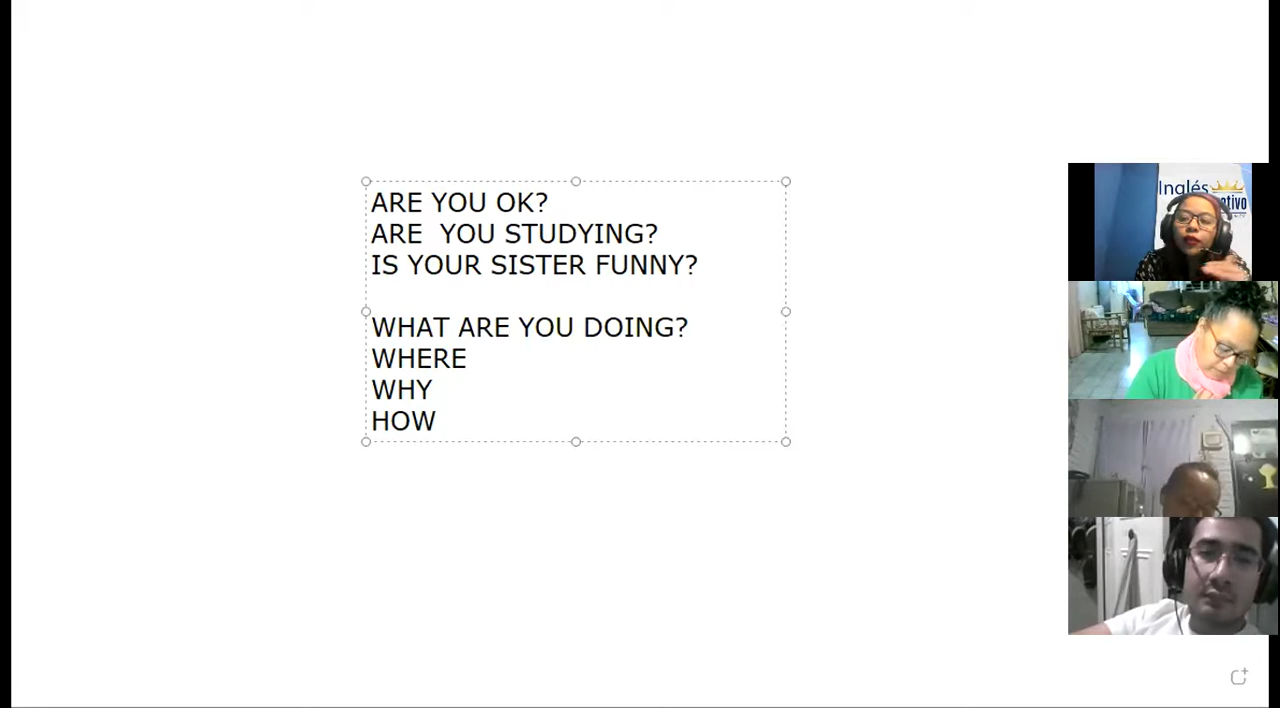 ARE YOU OK?
ARE  YOU STUDYING?
IS YOUR SISTER FUNNY?
WHAT ARE YOU DOING?
WHERE
WHY
HOW
Inglés